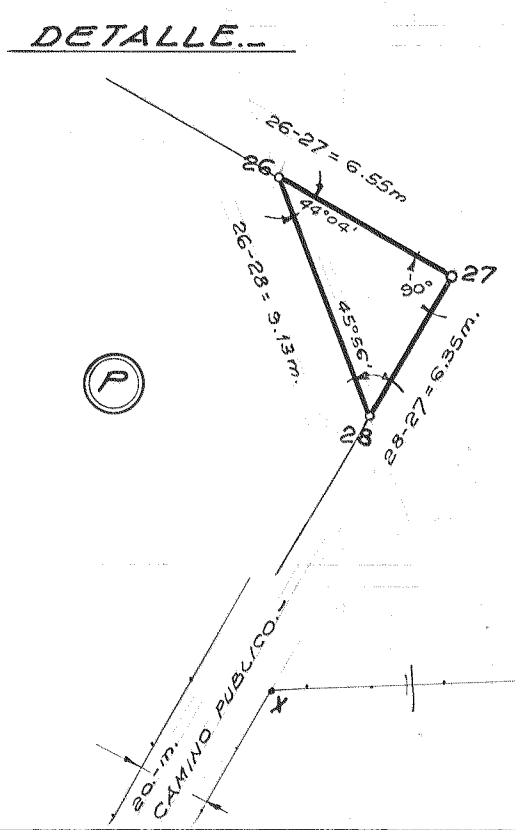 DETALLE.-
26-27 = 6.55m
26
44°04'
27
90°
26-28 = 9.13 m.
45°56'
28-27 = 6.35m.
28
P
CAMINO PUBLICO.-
20.-m.
X